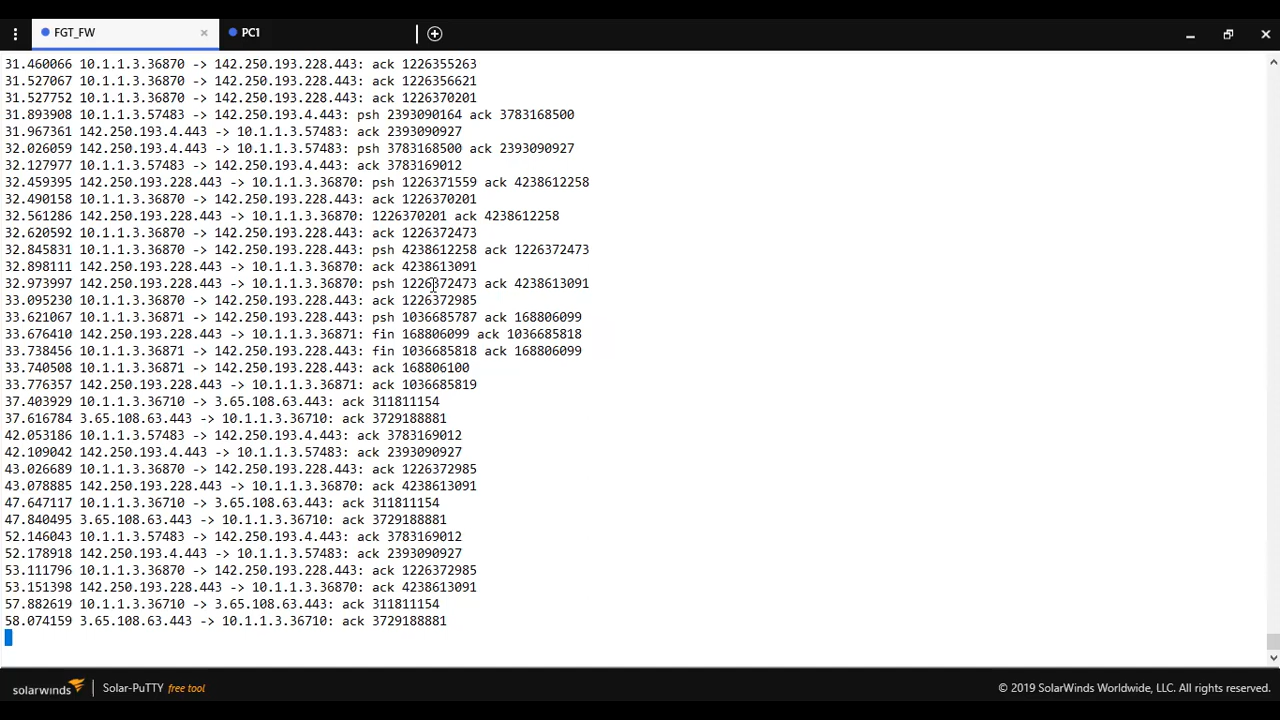 FGT_FW
PC1
31.460066 10.1.1.3.36870 -> 142.250.193.228.443: ack 1226355263
31.527067 10.1.1.3.36870 -> 142.250.193.228.443: ack 1226356621
31.527752 10.1.1.3.36870 -> 142.250.193.228.443: ack 1226370201
31.893908 10.1.1.3.57483 -> 142.250.193.4.443: psh 2393090164 ack 3783168500
31.967361 142.250.193.4.443 -> 10.1.1.3.57483: ack 2393090927
32.026059 142.250.193.4.443 -> 10.1.1.3.57483: psh 3783168500 ack 2393090927
32.127977 10.1.1.3.57483 -> 142.250.193.4.443: ack 3783169012
32.459395 142.250.193.228.443 -> 10.1.1.3.36870: psh 1226371559 ack 4238612258
32.490158 10.1.1.3.36870 -> 142.250.193.228.443: ack 1226370201
32.561286 142.250.193.228.443 -> 10.1.1.3.36870: 1226370201 ack 4238612258
32.620592 10.1.1.3.36870 -> 142.250.193.228.443: ack 1226372473
32.845831 10.1.1.3.36870 -> 142.250.193.228.443: psh 4238612258 ack 1226372473
32.898111 142.250.193.228.443 -> 10.1.1.3.36870: ack 4238613091
32.973997 142.250.193.228.443 -> 10.1.1.3.36870: psh 1226372473 ack 4238613091
33.095230 10.1.1.3.36870 -> 142.250.193.228.443: ack 1226372985
33.621067 10.1.1.3.36871 -> 142.250.193.228.443: psh 1036685787 ack 168806099
33.676410 142.250.193.228.443 -> 10.1.1.3.36871: fin 168806099 ack 1036685818
33.738456 10.1.1.3.36871 -> 142.250.193.228.443: fin 1036685818 ack 168806099
33.740508 10.1.1.3.36871 -> 142.250.193.228.443: ack 168806100
33.776357 142.250.193.228.443 -> 10.1.1.3.36871: ack 1036685819
37.403929 10.1.1.3.36710 -> 3.65.108.63.443: ack 311811154
37.616784 3.65.108.63.443 -> 10.1.1.3.36710: ack 3729188881
42.053186 10.1.1.3.57483 -> 142.250.193.4.443: ack 3783169012
42.109042 142.250.193.4.443 -> 10.1.1.3.57483: ack 2393090927
43.026689 10.1.1.3.36870 -> 142.250.193.228.443: ack 1226372985
43.078885 142.250.193.228.443 -> 10.1.1.3.36870: ack 4238613091
47.647117 10.1.1.3.36710 -> 3.65.108.63.443: ack 311811154
47.840495 3.65.108.63.443 -> 10.1.1.3.36710: ack 3729188881
52.146043 10.1.1.3.57483 -> 142.250.193.4.443: ack 3783169012
52.178918 142.250.193.4.443 -> 10.1.1.3.57483: ack 2393090927
53.111796 10.1.1.3.36870 -> 142.250.193.228.443: ack 1226372985
53.151398 142.250.193.228.443 -> 10.1.1.3.36870: ack 4238613091
57.882619 10.1.1.3.36710 -> 3.65.108.63.443: ack 311811154
58.074159 3.65.108.63.443 -> 10.1.1.3.36710: ack 3729188881
solarwinds Solar-PuTTY free tool © 2019 SolarWinds Worldwide, LLC. All rights reserved.